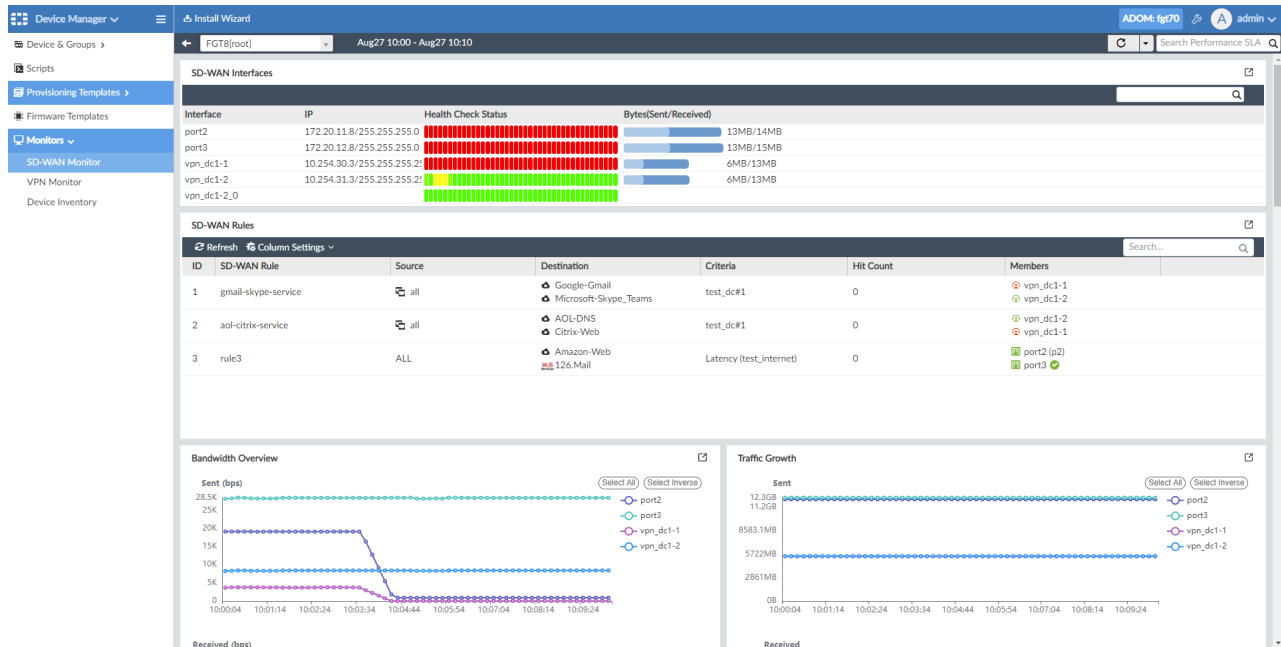 Device Manager
Install Wizard
ADOM: fgt70
A
admin
Device & Groups
Scripts
Provisioning Templates
Firmware Templates
Monitors
SD-WAN Monitor
VPN Monitor
Device Inventory
FGT8[root]
Aug27 10:00 - Aug27 10:10
Search Performance SLA
SD-WAN Interfaces
Interface IP Health Check Status Bytes(Sent/Received)
port2 172.20.11.8/255.255.255.0 13MB/14MB
port3 172.20.12.8/255.255.255.0 13MB/15MB
vpn_dc1-1 10.254.30.3/255.255.255.25 6MB/13MB
vpn_dc1-2 10.254.31.3/255.255.255.25 6MB/13MB
vpn_dc1-2_0
SD-WAN Rules
Refresh Column Settings Search...
ID SD-WAN Rule Source Destination Criteria Hit Count Members
1 gmail-skype-service all Google-Gmail test_dc#1 0 vpn_dc1-1
Microsoft-Skype_Teams vpn_dc1-2
2 aol-citrix-service all AOL-DNS test_dc#1 0 vpn_dc1-2
Citrix-Web vpn_dc1-1
3 rule3 ALL Amazon-Web Latency (test_internet) 0 port2 (p2)
126.Mail port3
Bandwidth Overview
Sent (bps)
Select All Select Inverse
28.5K
25K
20K
15K
10K
5K
0
port2
port3
vpn_dc1-1
vpn_dc1-2
10:00:04 10:01:14 10:02:24 10:03:34 10:04:44 10:05:54 10:07:04 10:08:14 10:09:24
Received (bps)
Traffic Growth
Sent
Select All Select Inverse
12.3GB
11.2GB
8583.1MB
5722MB
2861MB
0B
port2
port3
vpn_dc1-1
vpn_dc1-2
10:00:04 10:01:14 10:02:24 10:03:34 10:04:44 10:05:54 10:07:04 10:08:14 10:09:24
Received